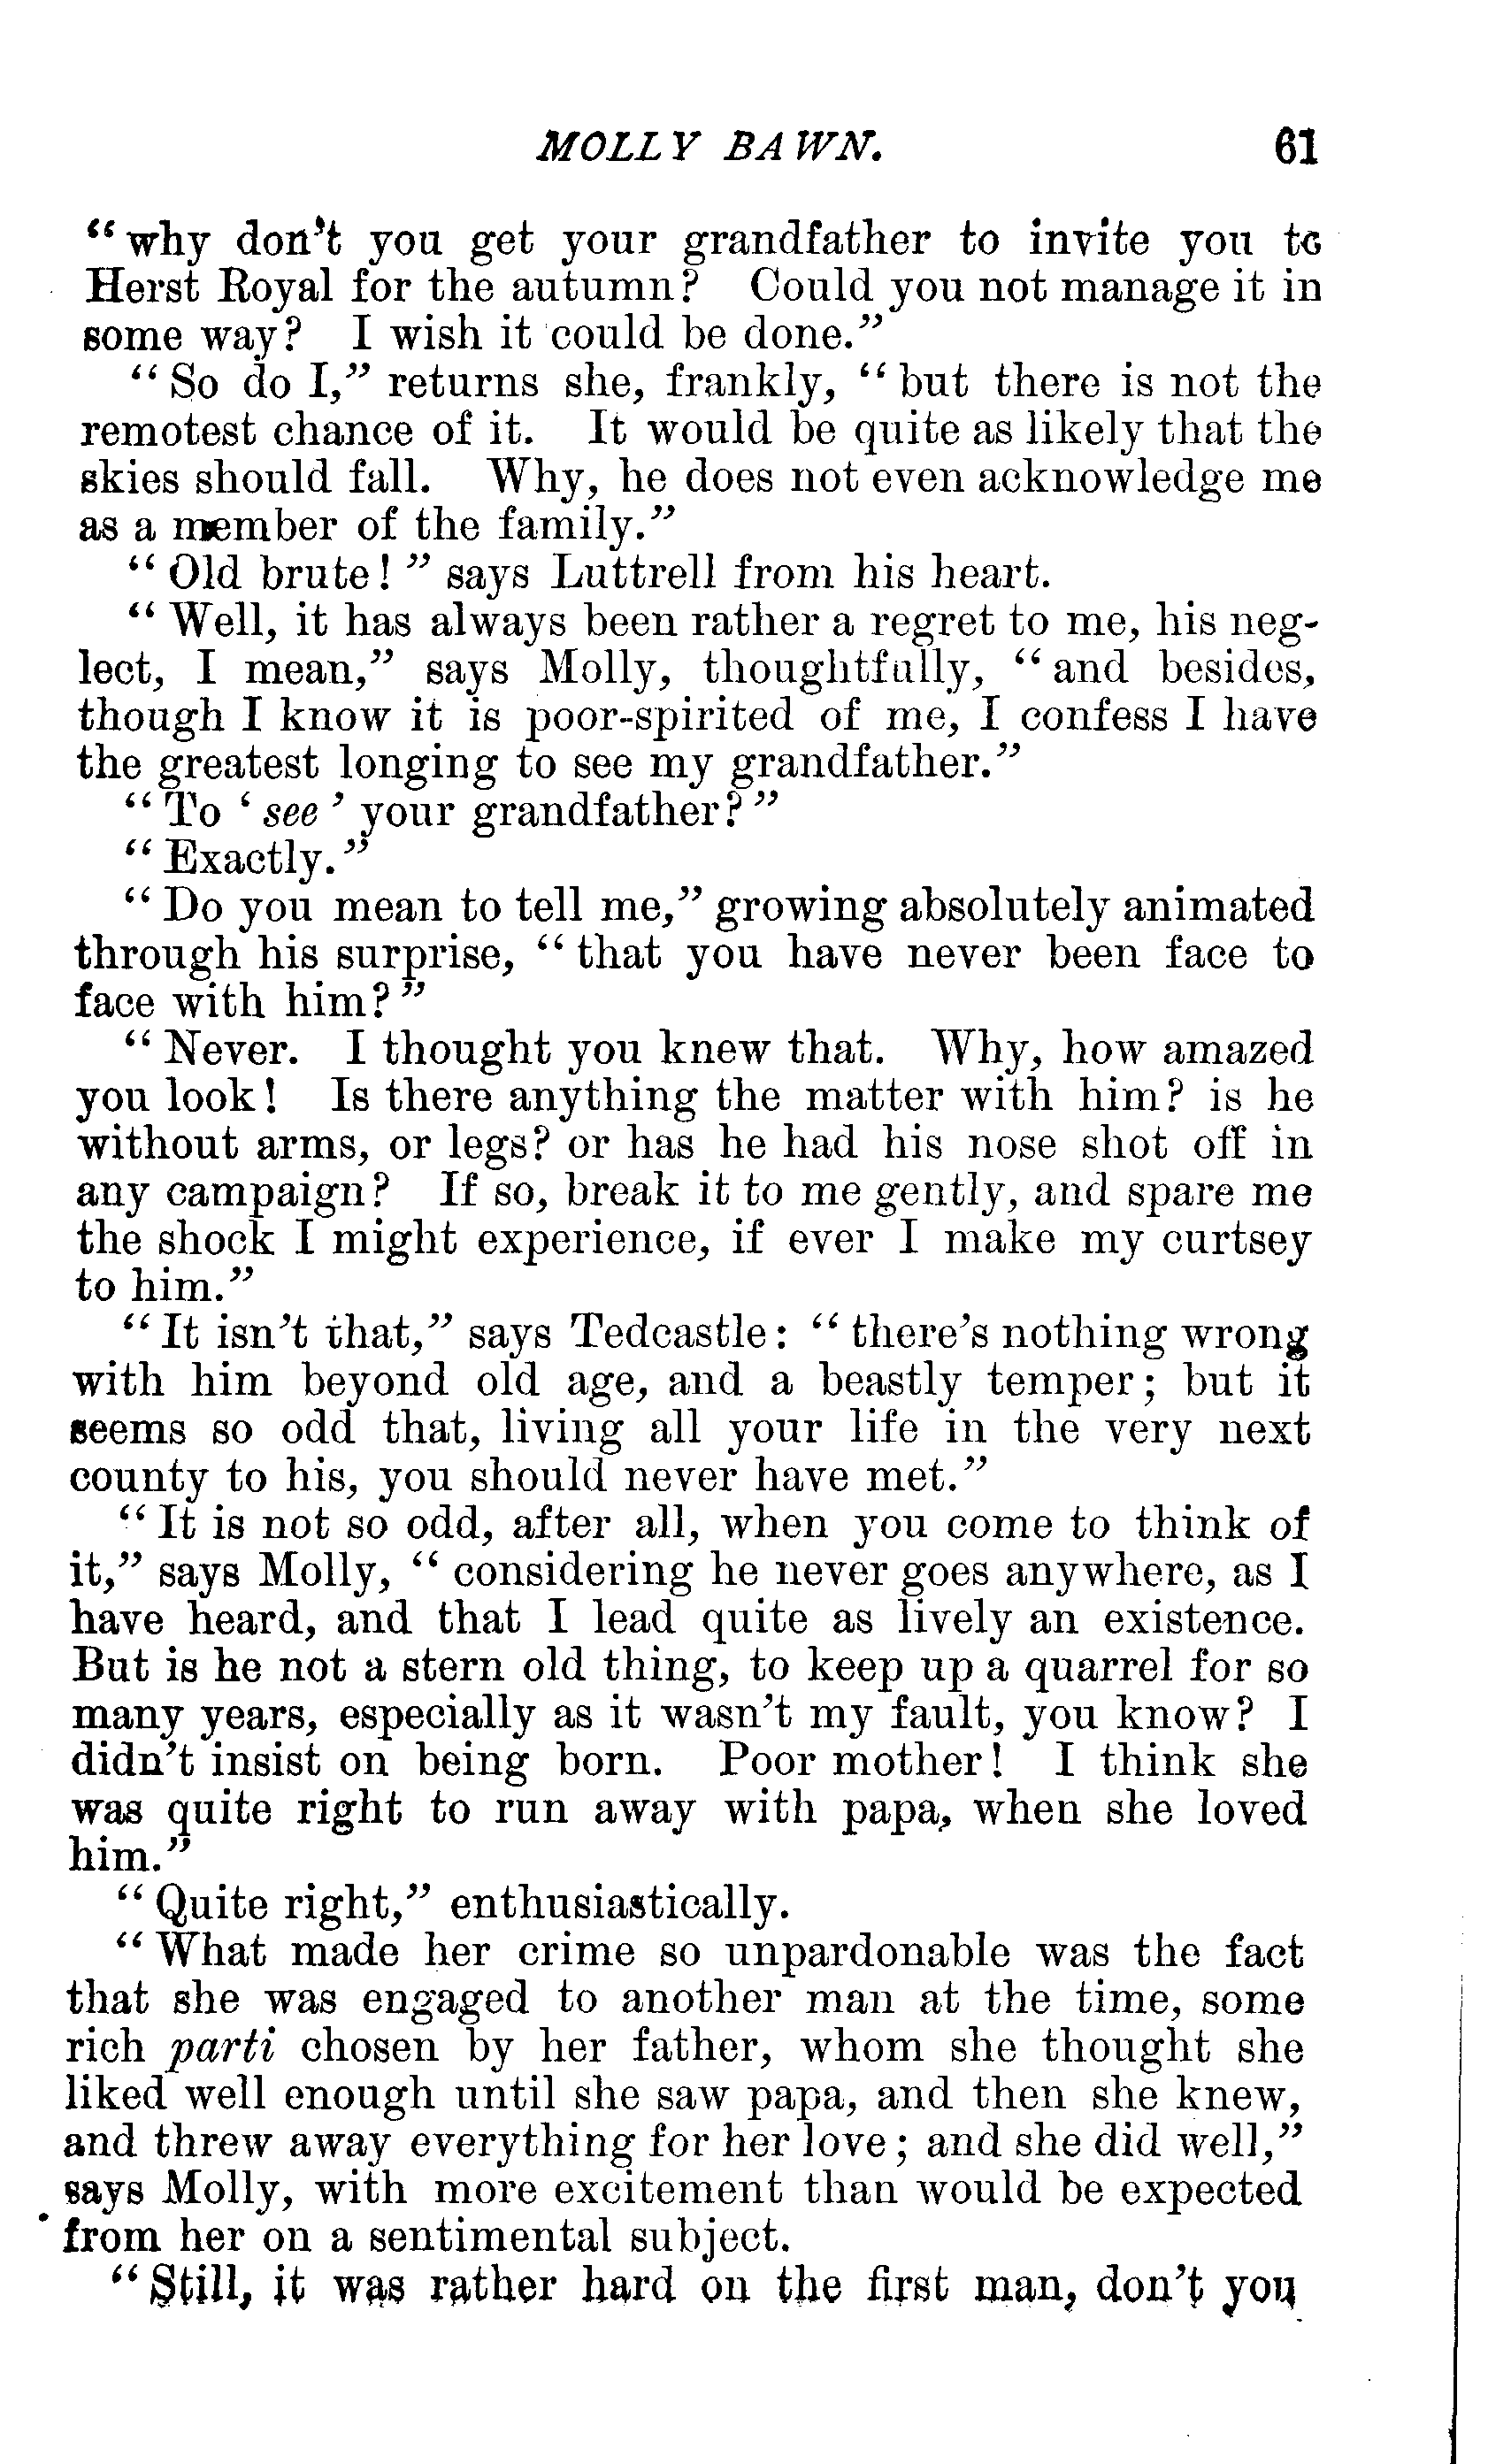 MOLLY BAWN. 61
"why don't you get your grandfather to invite you to
Herst Royal for the autumn? Could you not manage it in
some way? I wish it could be done."
"So do I," returns she, frankly, "but there is not the
remotest chance of it. It would be quite as likely that the
skies should fall. Why, he does not even acknowledge me
as a member of the family."
"Old brute!" says Luttrell from his heart.
"Well, it has always been rather a regret to me, his neg-
lect, I mean," says Molly, thoughtfully, "and besides,
though I know it is poor-spirited of me, I confess I have
the greatest longing to see my grandfather."
"To 'see' your grandfather?"
"Exactly."
"Do you mean to tell me," growing absolutely animated
through his surprise, "that you have never been face to
face with him?"
"Never. I thought you knew that. Why, how amazed
you look! Is there anything the matter with him? is he
without arms, or legs? or has he had his nose shot off in
any campaign? If so, break it to me gently, and spare me
the shock I might experience, if ever I make my curtsey
to him."
"It isn't that," says Tedcastle: "there's nothing wrong
with him beyond old age, and a beastly temper; but it
seems so odd that, living all your life in the very next
county to his, you should never have met."
"It is not so odd, after all, when you come to think of
it," says Molly, "considering he never goes anywhere, as I
have heard, and that I lead quite as lively an existence.
But is he not a stern old thing, to keep up a quarrel for so
many years, especially as it wasn't my fault, you know? I
didn't insist on being born. Poor mother! I think she
was quite right to run away with papa, when she loved
him."
"Quite right," enthusiastically.
"What made her crime so unpardonable was the fact
that she was engaged to another man at the time, some
rich parti chosen by her father, whom she thought she
liked well enough until she saw papa, and then she knew,
and threw away everything for her love; and she did well,"
says Molly, with more excitement than would be expected
from her on a sentimental subject.
"Still, it was rather hard on the first man, don't you